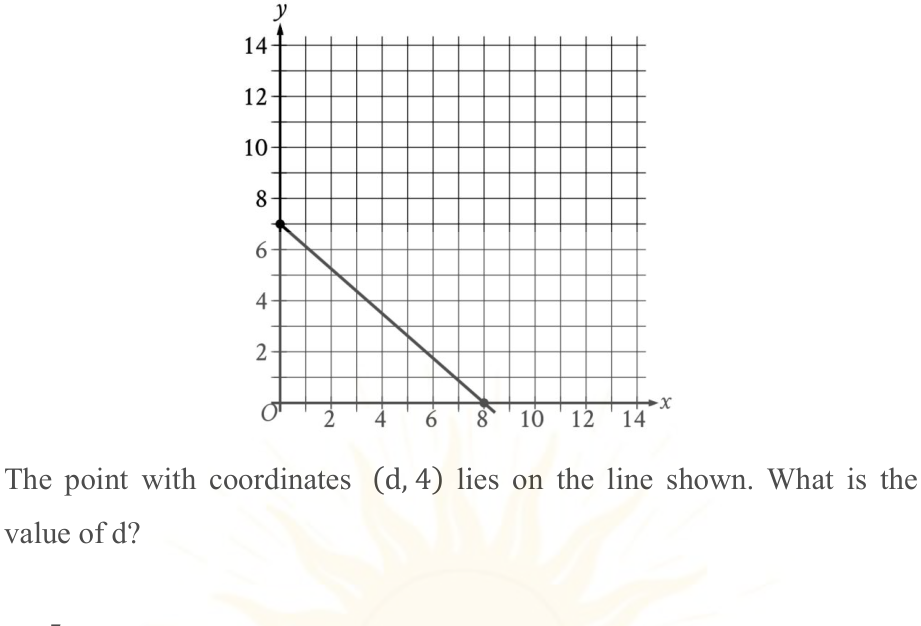 y
14
12
10
8
6
4
2
O 2 4 6 8 10 12 14 x
The point with coordinates (d, 4) lies on the line shown. What is the
value of d?